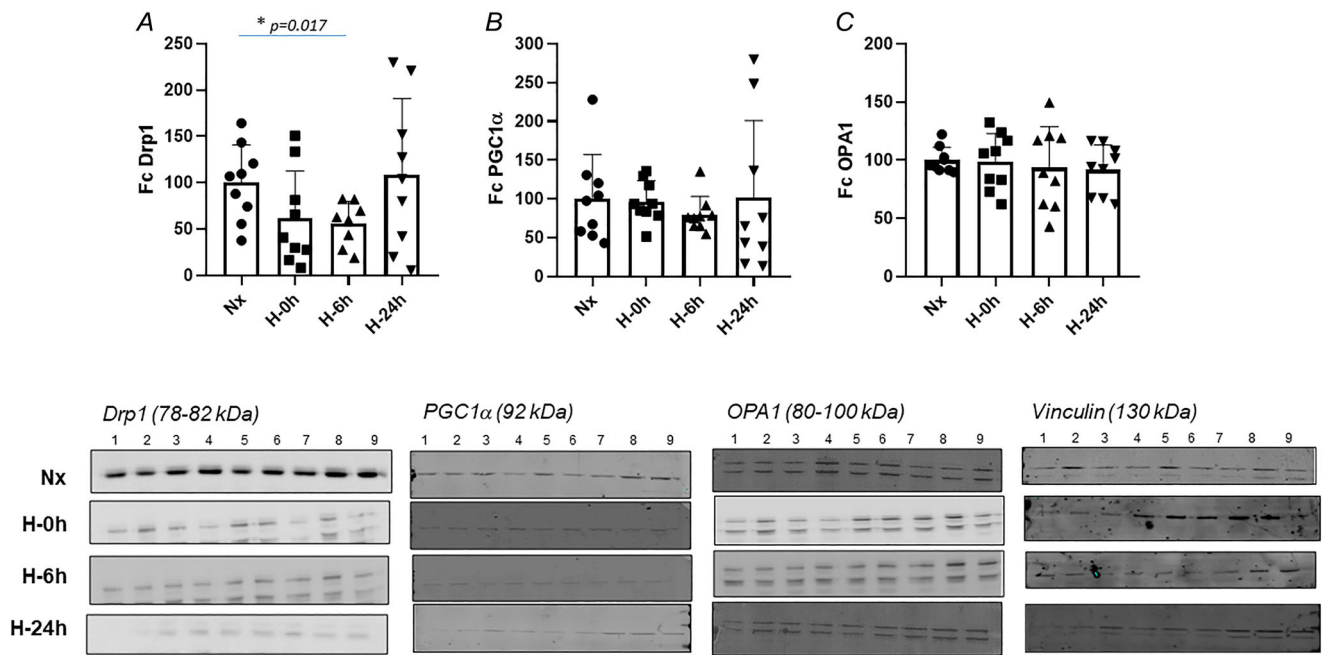 A
* p=0.017
Fc Drp1
250
200
150
100
50
0
Nx
H-0h
H-6h
H-24h
B
Fc PGC1α
300
250
200
150
100
50
0
Nx
H-0h
H-6h
H-24h
C
Fc OPA1
200
150
100
50
0
Nx
H-0h
H-6h
H-24h
Drp1 (78-82 kDa)
1 2 3 4 5 6 7 8 9
PGC1α (92 kDa)
1 2 3 4 5 6 7 8 9
OPA1 (80-100 kDa)
1 2 3 4 5 6 7 8 9
Vinculin (130 kDa)
1 2 3 4 5 6 7 8 9
Nx
H-0h
H-6h
H-24h